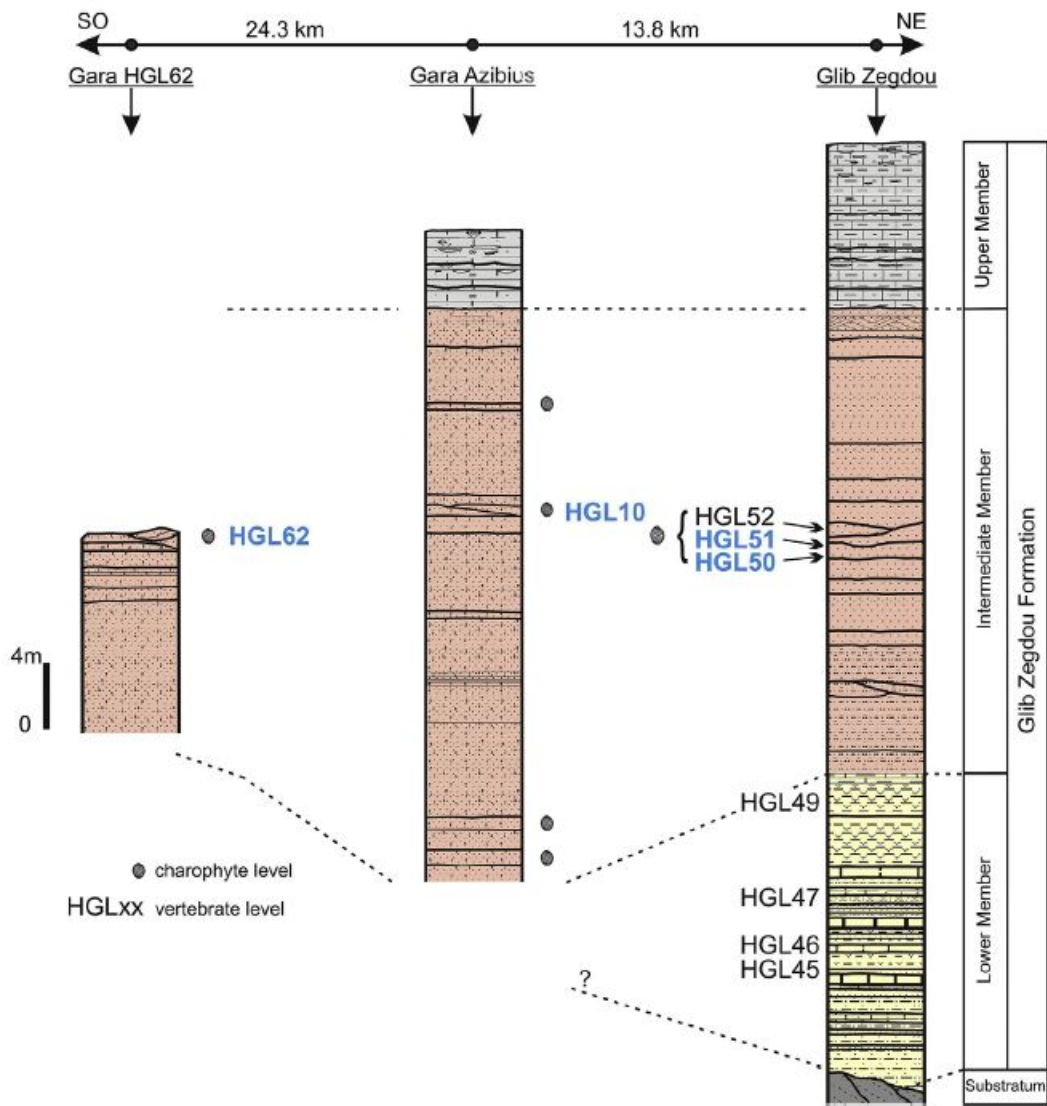 SO
24.3 km
13.8 km
NE
Gara HGL62
Gara Azibius
Glib Zegdou
Upper Member
Intermediate Member
Glib Zegdou Formation
HGL62
HGL10
HGL52
HGL51
HGL50
4m
0
HGL49
charophyte level
HGLxx vertebrate level
HGL47
HGL46
HGL45
Lower Member
?
Substratum